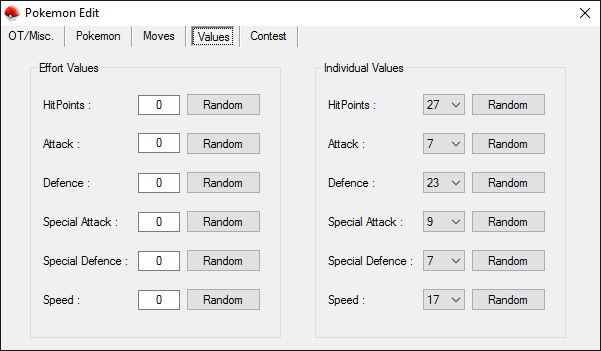 Pokemon Edit
OT/Misc. Pokemon Moves Values Contest
Effort Values
HitPoints : 0 Random
Attack : 0 Random
Defence : 0 Random
Special Attack : 0 Random
Special Defence : 0 Random
Speed : 0 Random
Individual Values
HitPoints : 27 Random
Attack : 7 Random
Defence : 23 Random
Special Attack : 9 Random
Special Defence : 7 Random
Speed : 17 Random